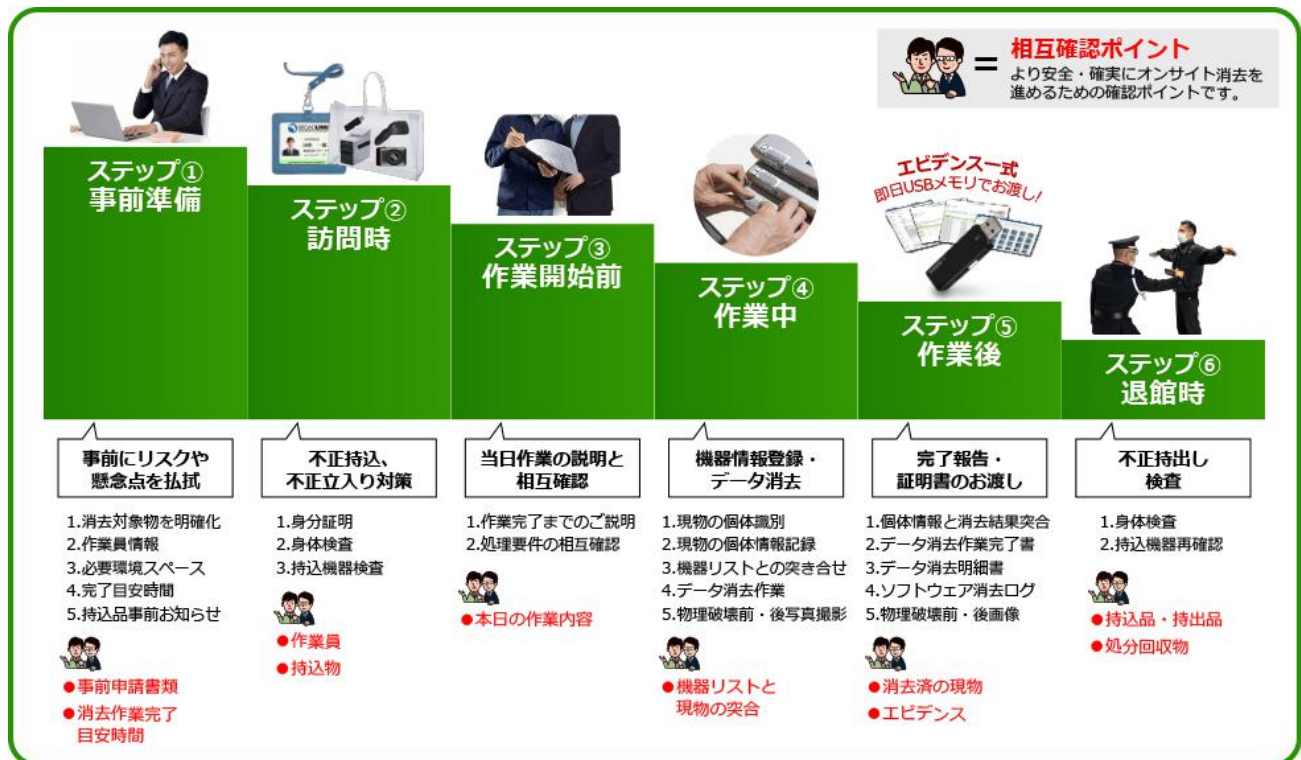 相互確認ポイント
より安全・確実にオンサイト消去を
進めるための確認ポイントです。
ステップ①
事前準備
事前にリスクや
懸念点を払拭
1.消去対象物を明確化
2.作業員情報
3.必要環境スペース
4.完了目安時間
5.持込品事前お知らせ
●事前申請書類
●消去作業完了
目安時間
ステップ②
訪問時
不正持込、
不正立入り対策
1.身分証明
2.身体検査
3.持込機器検査
●作業員
●持込物
ステップ③
作業開始前
当日作業の説明と
相互確認
1.作業完了までのご説明
2.処理要件の相互確認
●本日の作業内容
ステップ④
作業中
機器情報登録・
データ消去
1.現物の個体識別
2.現物の個体情報記録
3.機器リストとの突き合せ
4.データ消去作業
5.物理破壊前・後写真撮影
●機器リストと
現物の突合
エビデンス一式
即日USBメモリでお渡し!
ステップ⑤
作業後
完了報告・
証明書のお渡し
1.個体情報と消去結果突合
2.データ消去作業完了書
3.データ消去明細書
4.ソフトウェア消去ログ
5.物理破壊前・後画像
●消去済の現物
●エビデンス
ステップ⑥
退館時
不正持出し
検査
1.身体検査
2.持込機器再確認
●持込品・持出品
●処分回収物